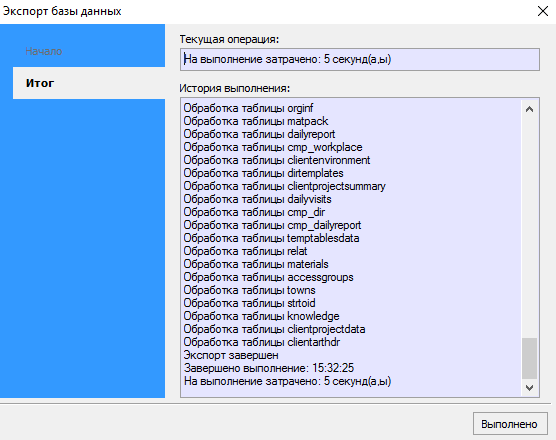 Экспорт базы данных
Начало
Итог
Текущая операция:
На выполнение затрачено: 5 секунд(а,ы)
История выполнения:
Обработка таблицы orginf
Обработка таблицы matpack
Обработка таблицы dailyreport
Обработка таблицы cmp_workplace
Обработка таблицы clientenvironment
Обработка таблицы dirtemplates
Обработка таблицы clientprojectsummary
Обработка таблицы dailyvisits
Обработка таблицы cmp_dir
Обработка таблицы cmp_dailyreport
Обработка таблицы temptablesdata
Обработка таблицы relat
Обработка таблицы materials
Обработка таблицы accessgroups
Обработка таблицы towns
Обработка таблицы strtoid
Обработка таблицы knowledge
Обработка таблицы clientprojectdata
Обработка таблицы clientarthdr
Экспорт завершен
Завершено выполнение: 15:32:25
На выполнение затрачено: 5 секунд(а,ы)
Выполнено